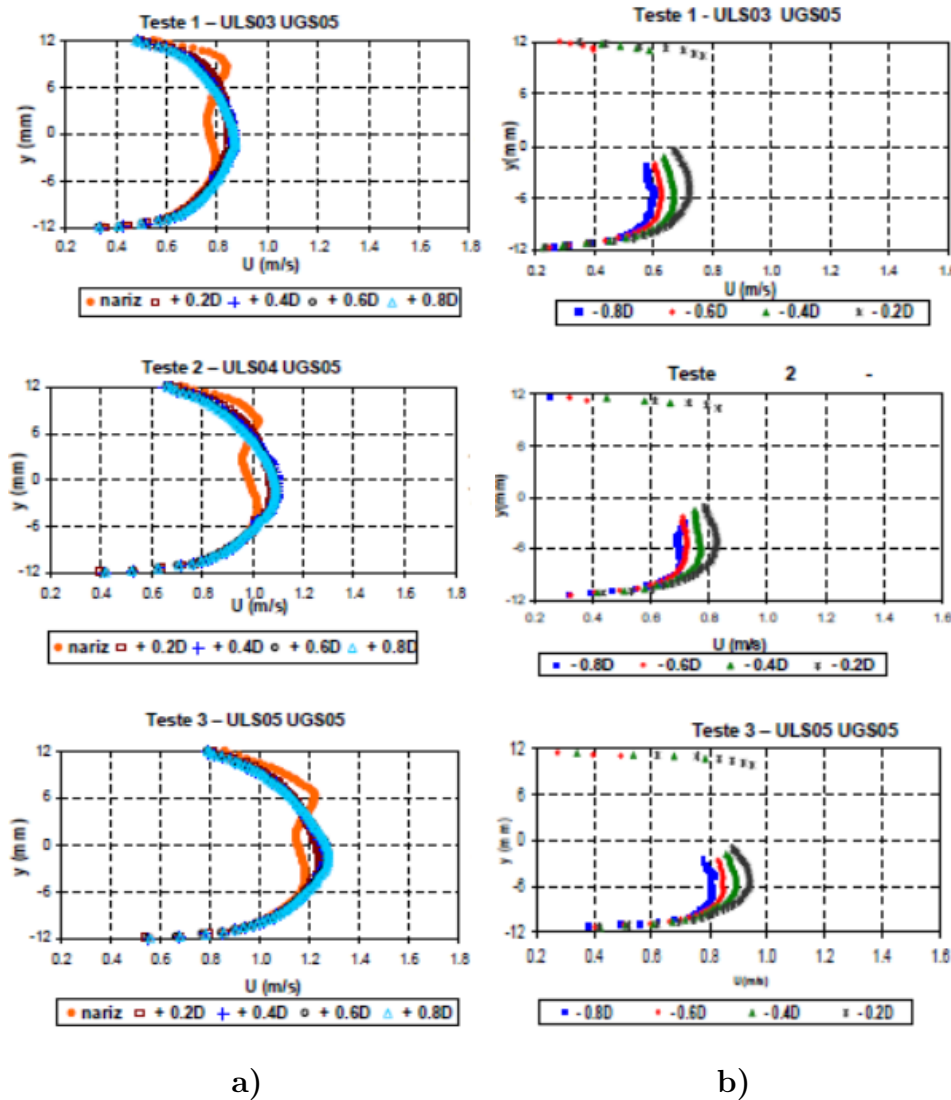 Teste 1 – ULS03 UGS05
y (mm)
12
6
0
-6
-12
0.2 0.4 0.6 0.8 1.0 1.2 1.4 1.6 1.8
U (m/s)
nariz + 0.2D + 0.4D + 0.6D + 0.8D
Teste 1 - ULS03 UGS05
y(mm)
12
6
0
-6
-12
0.2 0.4 0.6 0.8 1.0 1.2 1.4 1.6
U (m/s)
- 0.8D - 0.6D - 0.4D - 0.2D
Teste 2 – ULS04 UGS05
y (mm)
12
6
0
-6
-12
0.2 0.4 0.6 0.8 1.0 1.2 1.4 1.6 1.8
U (m/s)
nariz + 0.2D + 0.4D + 0.6D + 0.8D
Teste 2 -
y(mm)
12
6
0
-6
-12
0.2 0.4 0.6 0.8 1.0 1.2 1.4 1.6
U (m/s)
- 0.8D - 0.6D - 0.4D - 0.2D
Teste 3 – ULS05 UGS05
y (mm)
12
6
0
-6
-12
0.2 0.4 0.6 0.8 1.0 1.2 1.4 1.6 1.8
U (m/s)
nariz + 0.2D + 0.4D + 0.6D + 0.8D
Teste 3 – ULS05 UGS05
y (mm)
12
6
0
-6
-12
0.2 0.4 0.6 0.8 1.0 1.2 1.4 1.6
U(m/s)
- 0.8D - 0.6D - 0.4D - 0.2D
a) b)